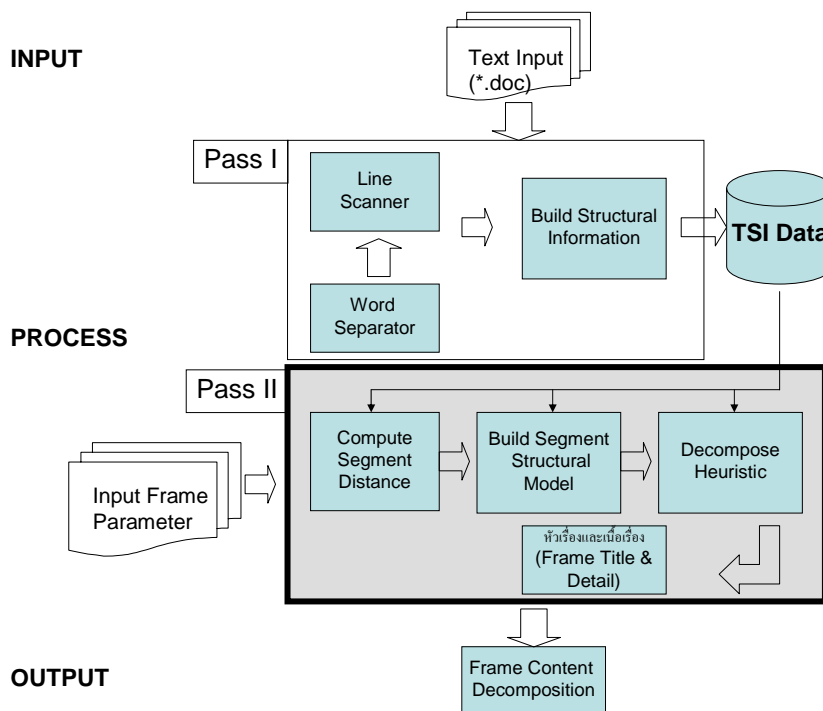 INPUT
Text Input
(*.doc)
Pass I
Line
Scanner
Build Structural
Information
TSI Data
Word
Separator
PROCESS
Pass II
Compute
Segment
Distance
Build Segment
Structural
Model
Decompose
Heuristic
Input Frame
Parameter
หัวเรื่องและเนื้อเรื่อง
(Frame Title &
Detail)
OUTPUT
Frame Content
Decomposition